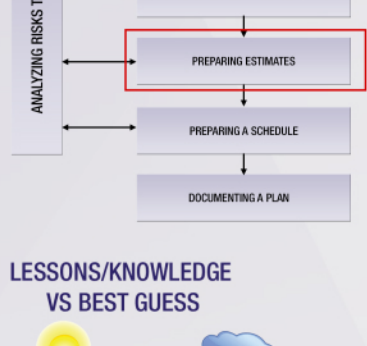 ANALYZING RISKS T
PREPARING ESTIMATES
PREPARING A SCHEDULE
DOCUMENTING A PLAN
LESSONS/KNOWLEDGE
VS BEST GUESS